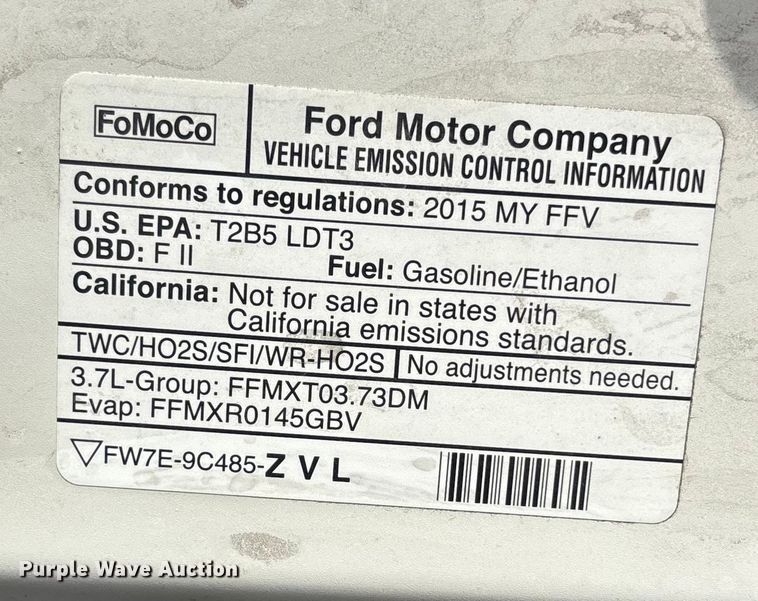 FoMoCo
Ford Motor Company
VEHICLE EMISSION CONTROL INFORMATION
Conforms to regulations: 2015 MY FFV
U.S. EPA: T2B5 LDT3
OBD: F II
Fuel: Gasoline/Ethanol
California: Not for sale in states with
California emissions standards.
TWC/HO2S/SFI/WR-HO2S
No adjustments needed.
3.7L-Group: FFMXT03.73DM
Evap: FFMXR0145GBV
FW7E-9C485-Z V L
Purple Wave Auction